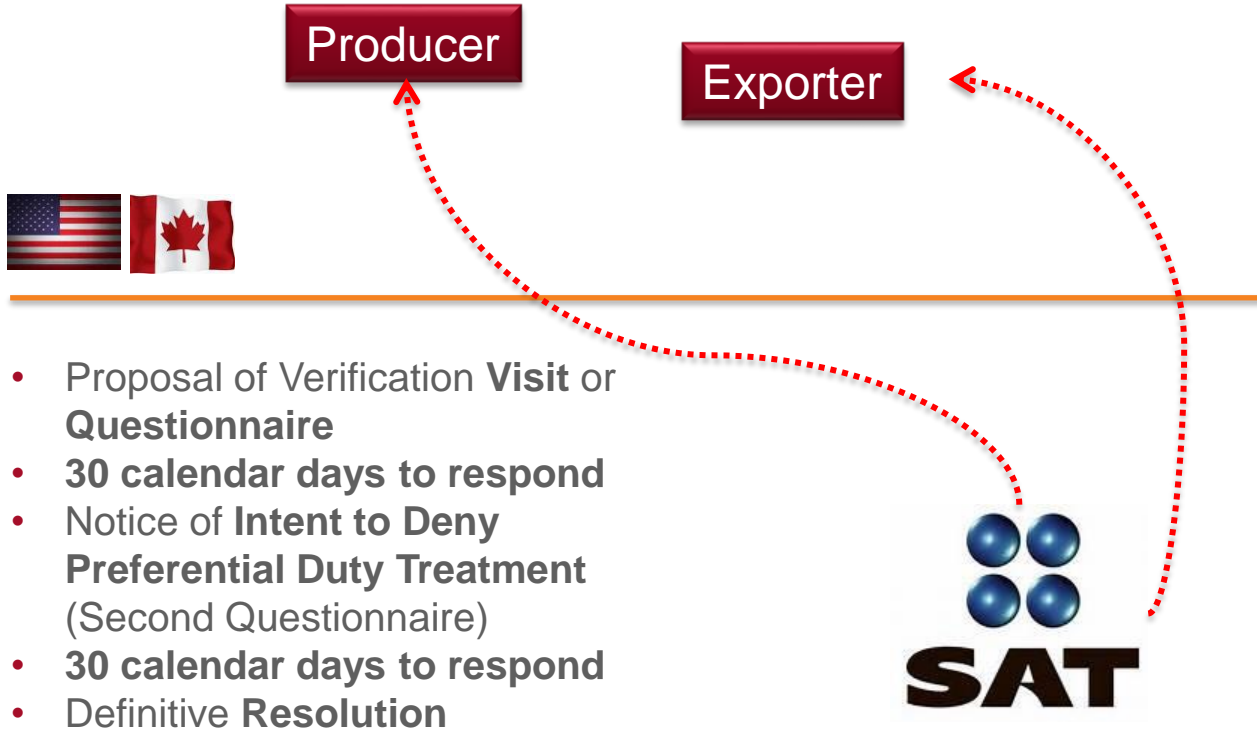 Producer
Exporter
• Proposal of Verification Visit or
Questionnaire
• 30 calendar days to respond
• Notice of Intent to Deny
Preferential Duty Treatment
(Second Questionnaire)
• 30 calendar days to respond
• Definitive Resolution
SAT